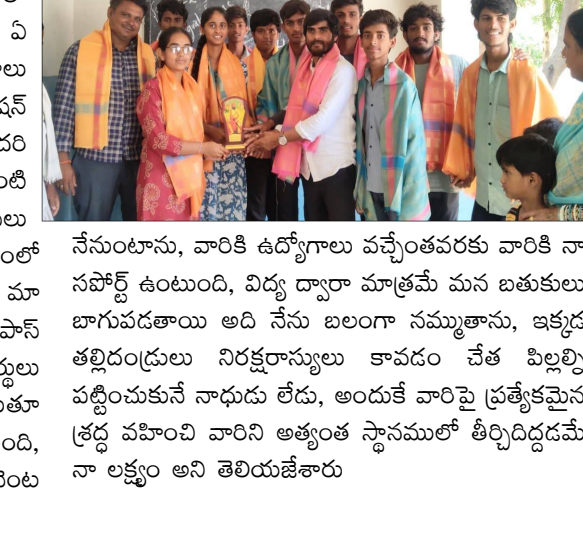 ఏ
దరి
లు
లో
మా
పాస్
తూ
ంది,
వెంట
నేనుంటాను, వారికి ఉద్యోగాలు వచ్చేంతవరకు వారికి నా
సపోర్ట్ ఉంటుంది, విద్య ద్వారా మాత్రమే మన బతుకులు
బాగుపడతాయి అది నేను బలంగా నమ్ముతాను, ఇక్కడ
తల్లిదండ్రులు నిరక్షరాస్యులు కావడం చేత పిల్లల్ని
పట్టించుకునే నాధుడు లేడు, అందుకే వారిపై ప్రత్యేకమైన
శ్రద్ధ వహించి వారిని అత్యంత స్థానములో తీర్చిదిద్దడమే
నా లక్ష్యం అని తెలియజేశారు